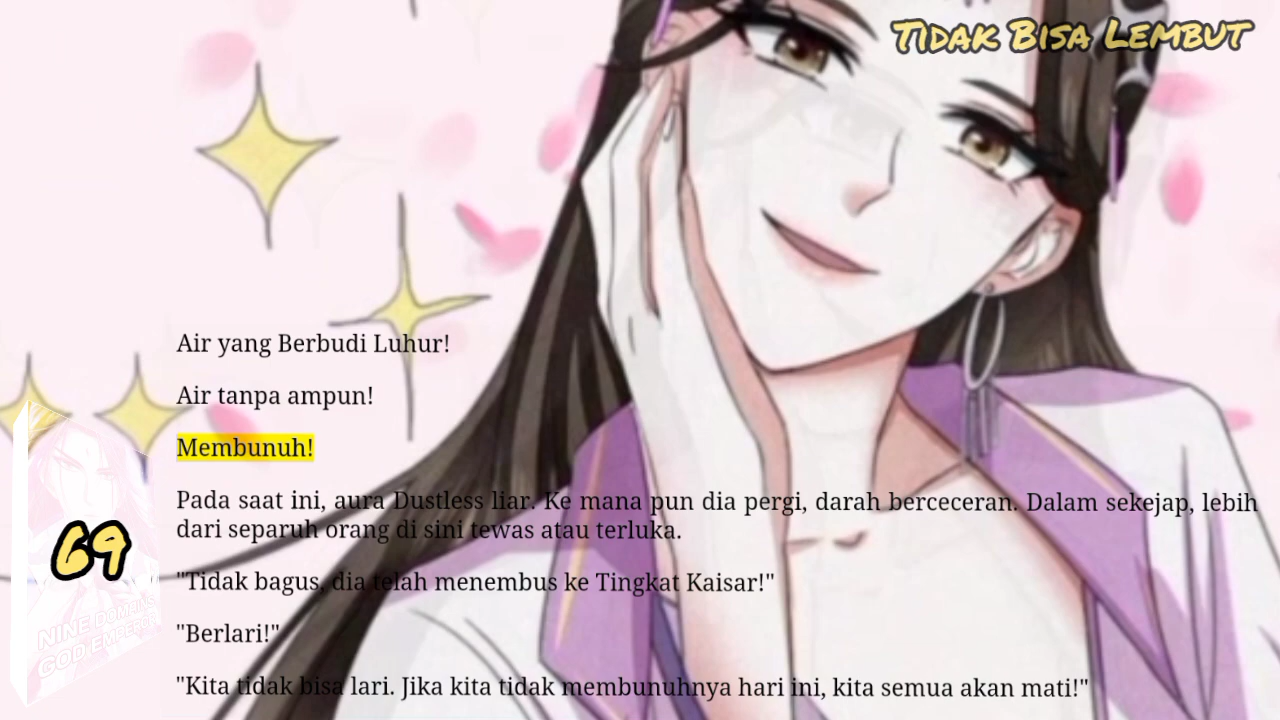 Tidak Bisa Lembut
Air yang Berbudi Luhur!
Air tanpa ampun!
Membunuh!
Pada saat ini, aura Dustless liar. Ke mana pun dia pergi, darah berceceran. Dalam sekejap, lebih
dari separuh orang di sini tewas atau terluka.
"Tidak bagus, dia telah menembus ke Tingkat Kaisar!"
"Berlari!"
"Kita tidak bisa lari. Jika kita tidak membunuhnya hari ini, kita semua akan mati!"
69
NINE DOMAINS
GOD EMPEROR